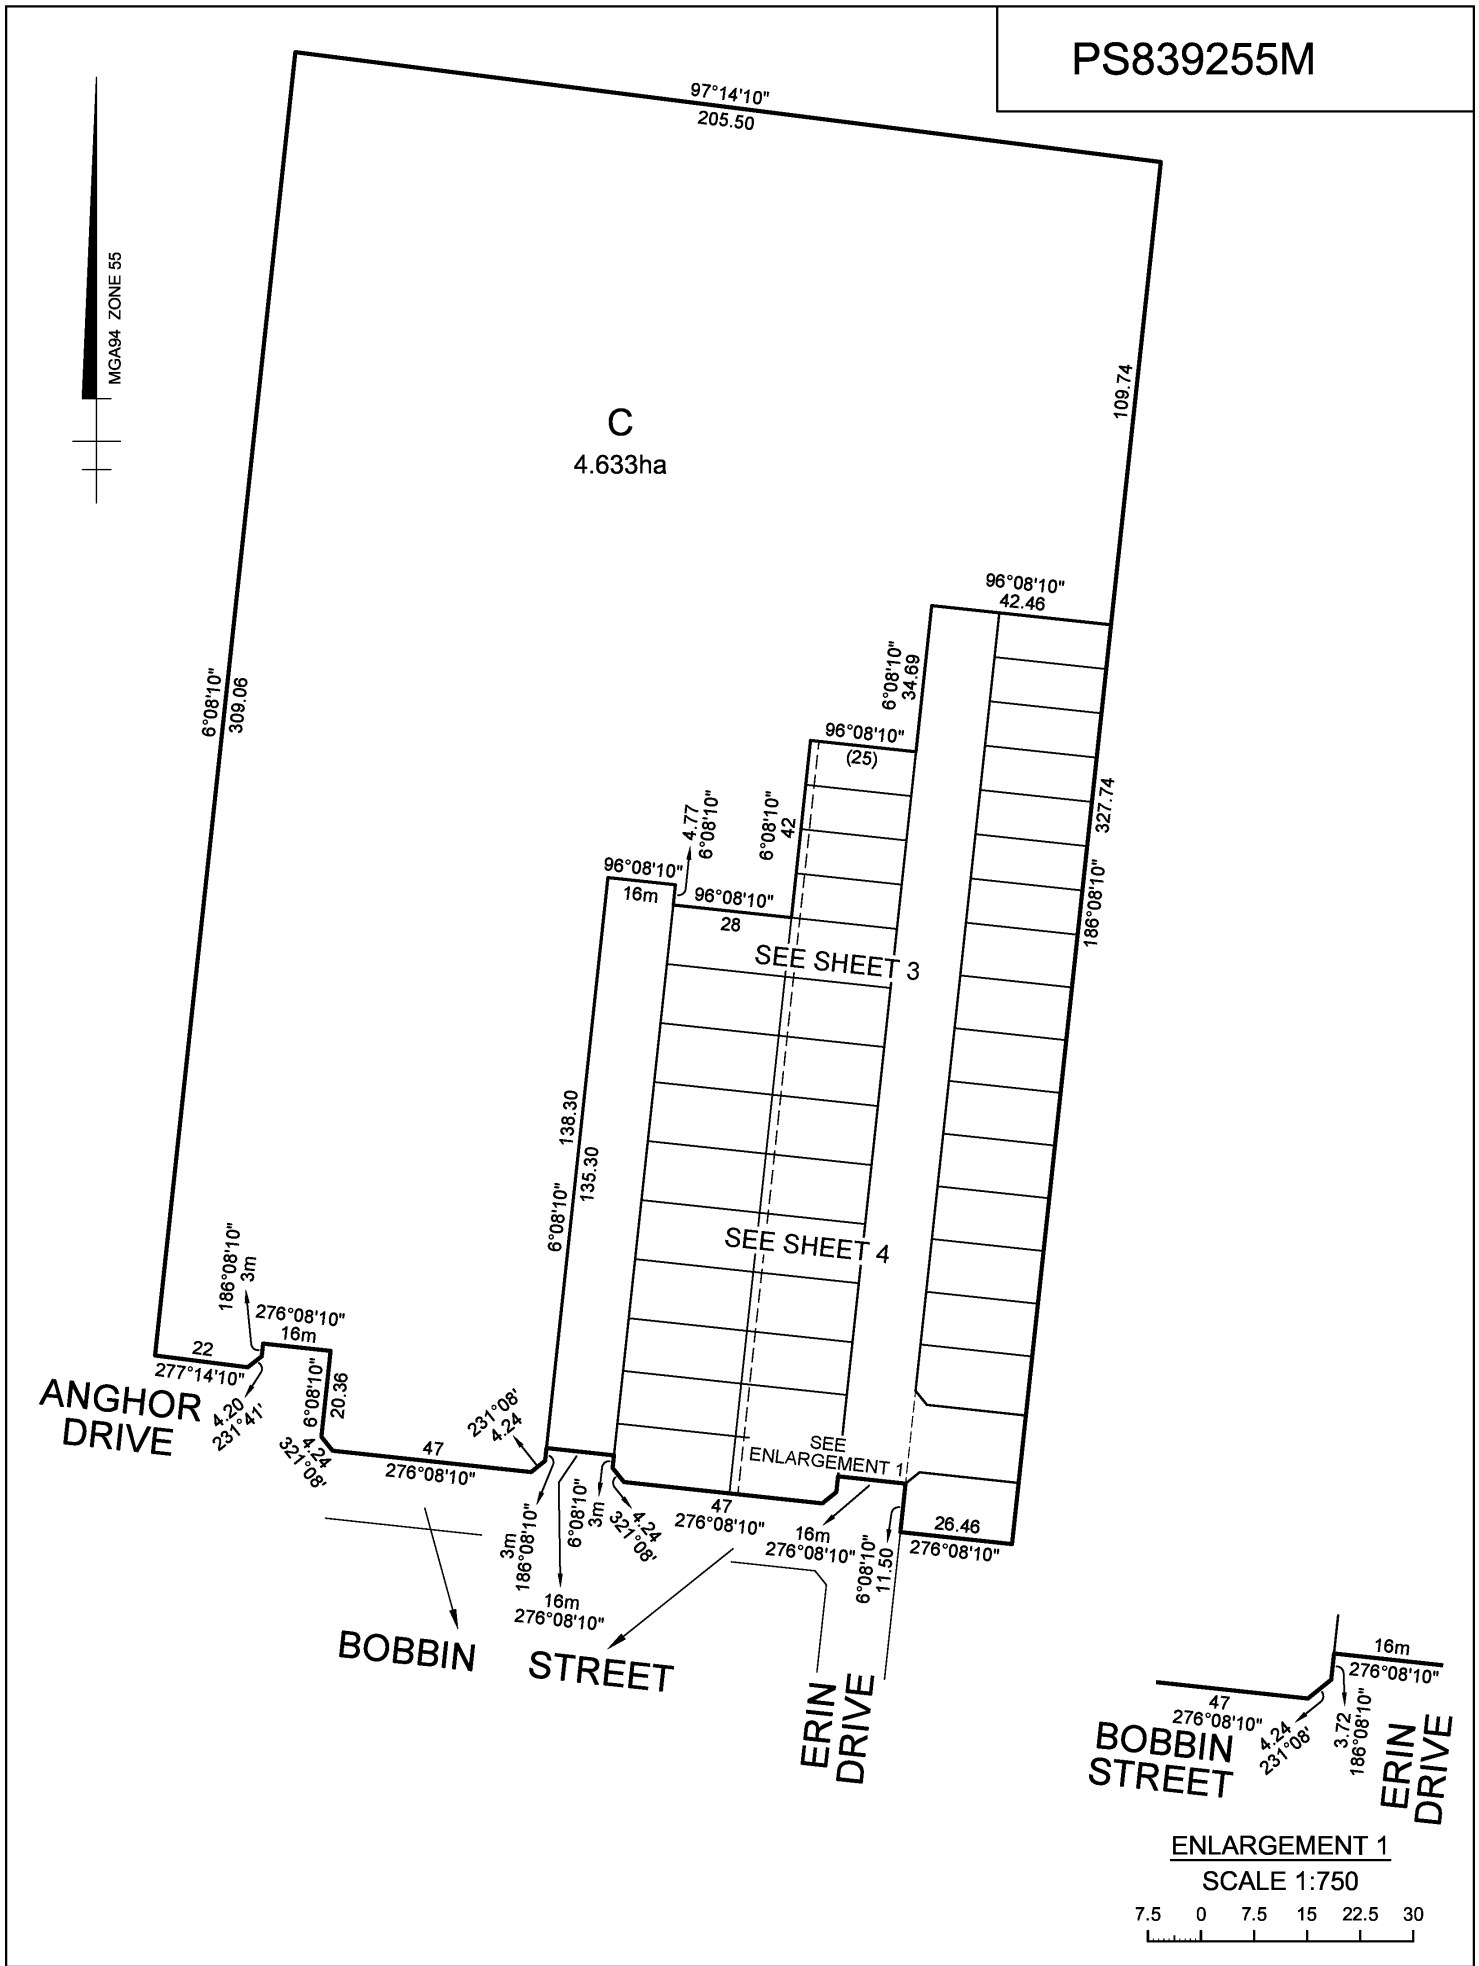 PS839255M
97°14'10"
205.50
MGA94 ZONE 55
109.74
C
4.633ha
96°08'10"
42.46
6°08'10"
34.69
6°08'10"
309.06
96°08'10"
(25)
4.77
6°08'10"
6°08'10"
42
327.74
186°08'10"
96°08'10"
16m
96°08'10"
28
SEE SHEET 3
138.30
135.30
6°08'10"
SEE SHEET 4
186°08'10"
3m
276°08'10"
16m
22
277°14'10"
6°08'10"
20.36
ANGHOR
DRIVE
4.20
231°41'
4.24
321°08'
231°08'
4.24
47
276°08'10"
SEE
ENLARGEMENT 1
3m
186°08'10"
6°08'10"
3m
4.24
321°08'
47
276°08'10"
16m
276°08'10"
6°08'10"
11.50
26.46
276°08'10"
16m
276°08'10"
BOBBIN
STREET
ERIN
DRIVE
16m
276°08'10"
47
276°08'10"
4.24
231°08'
3.72
186°08'10"
BOBBIN
STREET
ERIN
DRIVE
ENLARGEMENT 1
SCALE 1:750
7.5 0 7.5 15 22.5 30